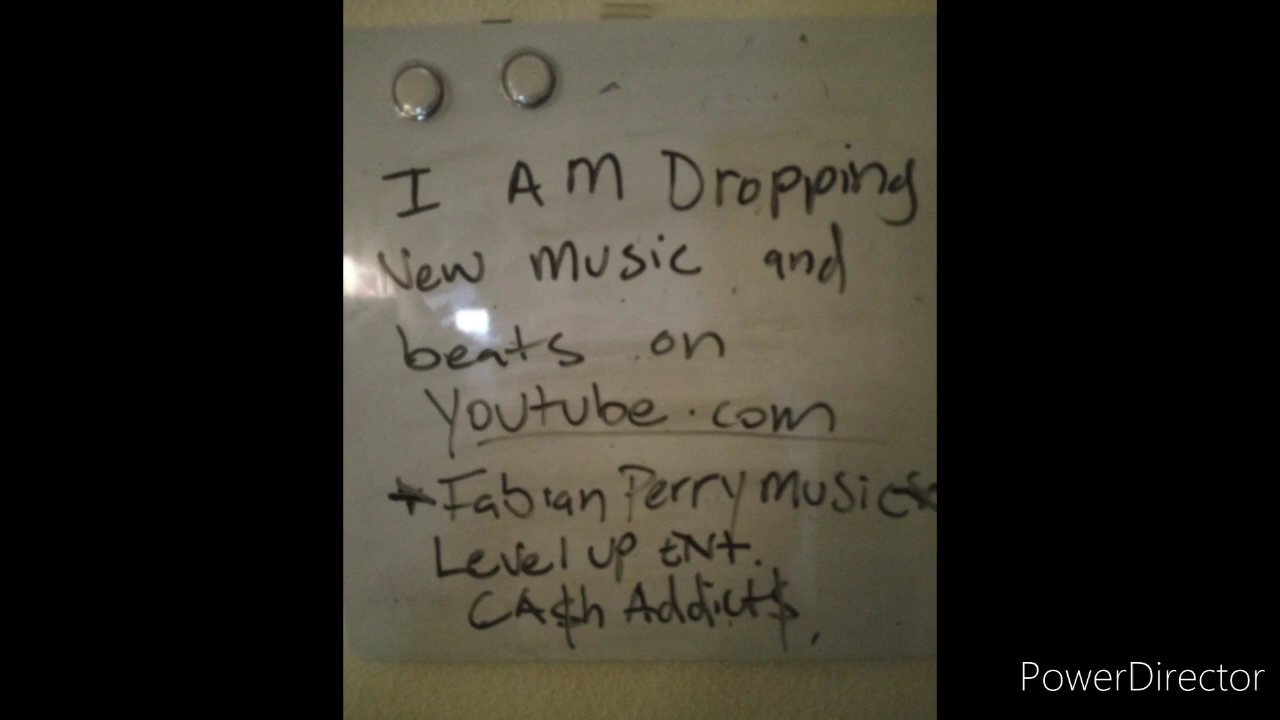 I AM Dropping
New music and
beats on
Youtube.com
*Fabian Perry music*
Level up ENt.
CA$h Addict$,
PowerDirector